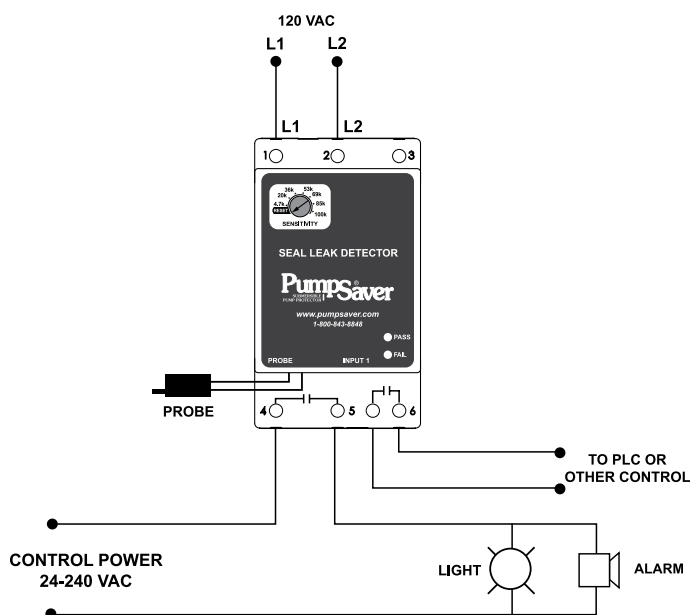 120 VAC
L1 L2
L1 L2
1 2 3
36k 53k
20k 69k
4.7k 85k
RESET 100k
SENSITIVITY
SEAL LEAK DETECTOR
PumpSaver®
SUBMERSIBLE
PUMP PROTECTOR
www.pumpsaver.com
1-800-843-8848
PASS
FAIL
PROBE INPUT 1
PROBE
4 5 6
TO PLC OR
OTHER CONTROL
CONTROL POWER
24-240 VAC
LIGHT
ALARM